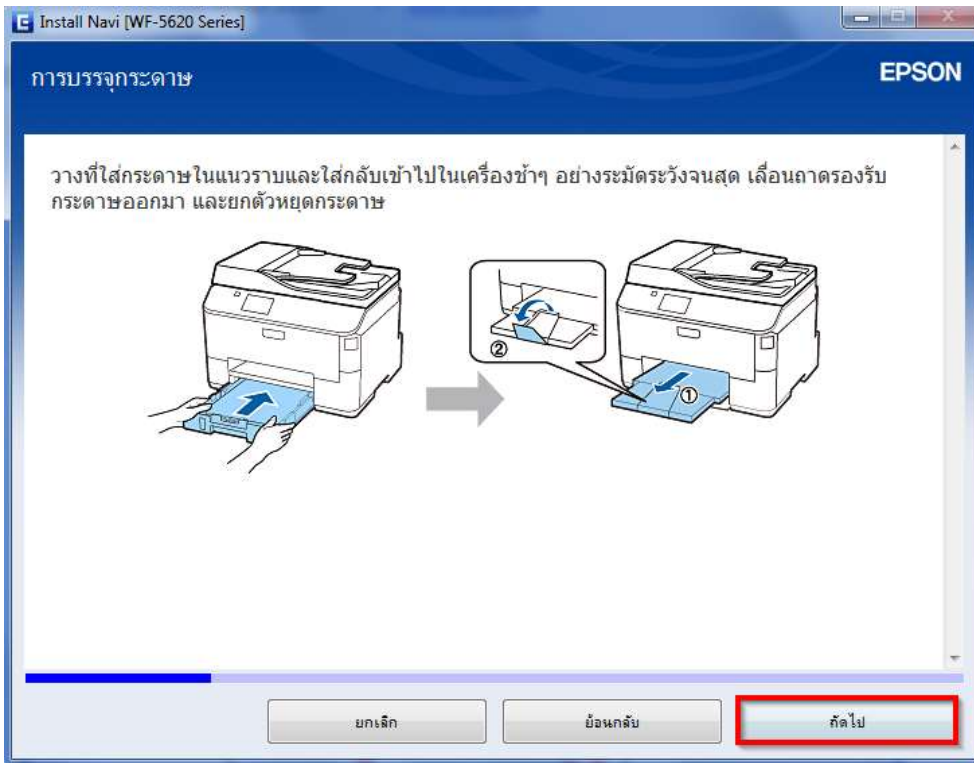 Install Navi [WF-5620 Series]
การบรรจุกระดาษ
EPSON
วางที่ใส่กระดาษในแนวราบและใส่กลับเข้าไปในเครื่องช้าๆ อย่างระมัดระวังจนสุด เลื่อนถาดรองรับ
กระดาษออกมา และยกตัวหยุดกระดาษ
②
①
ยกเลิก
ย้อนกลับ
ถัดไป